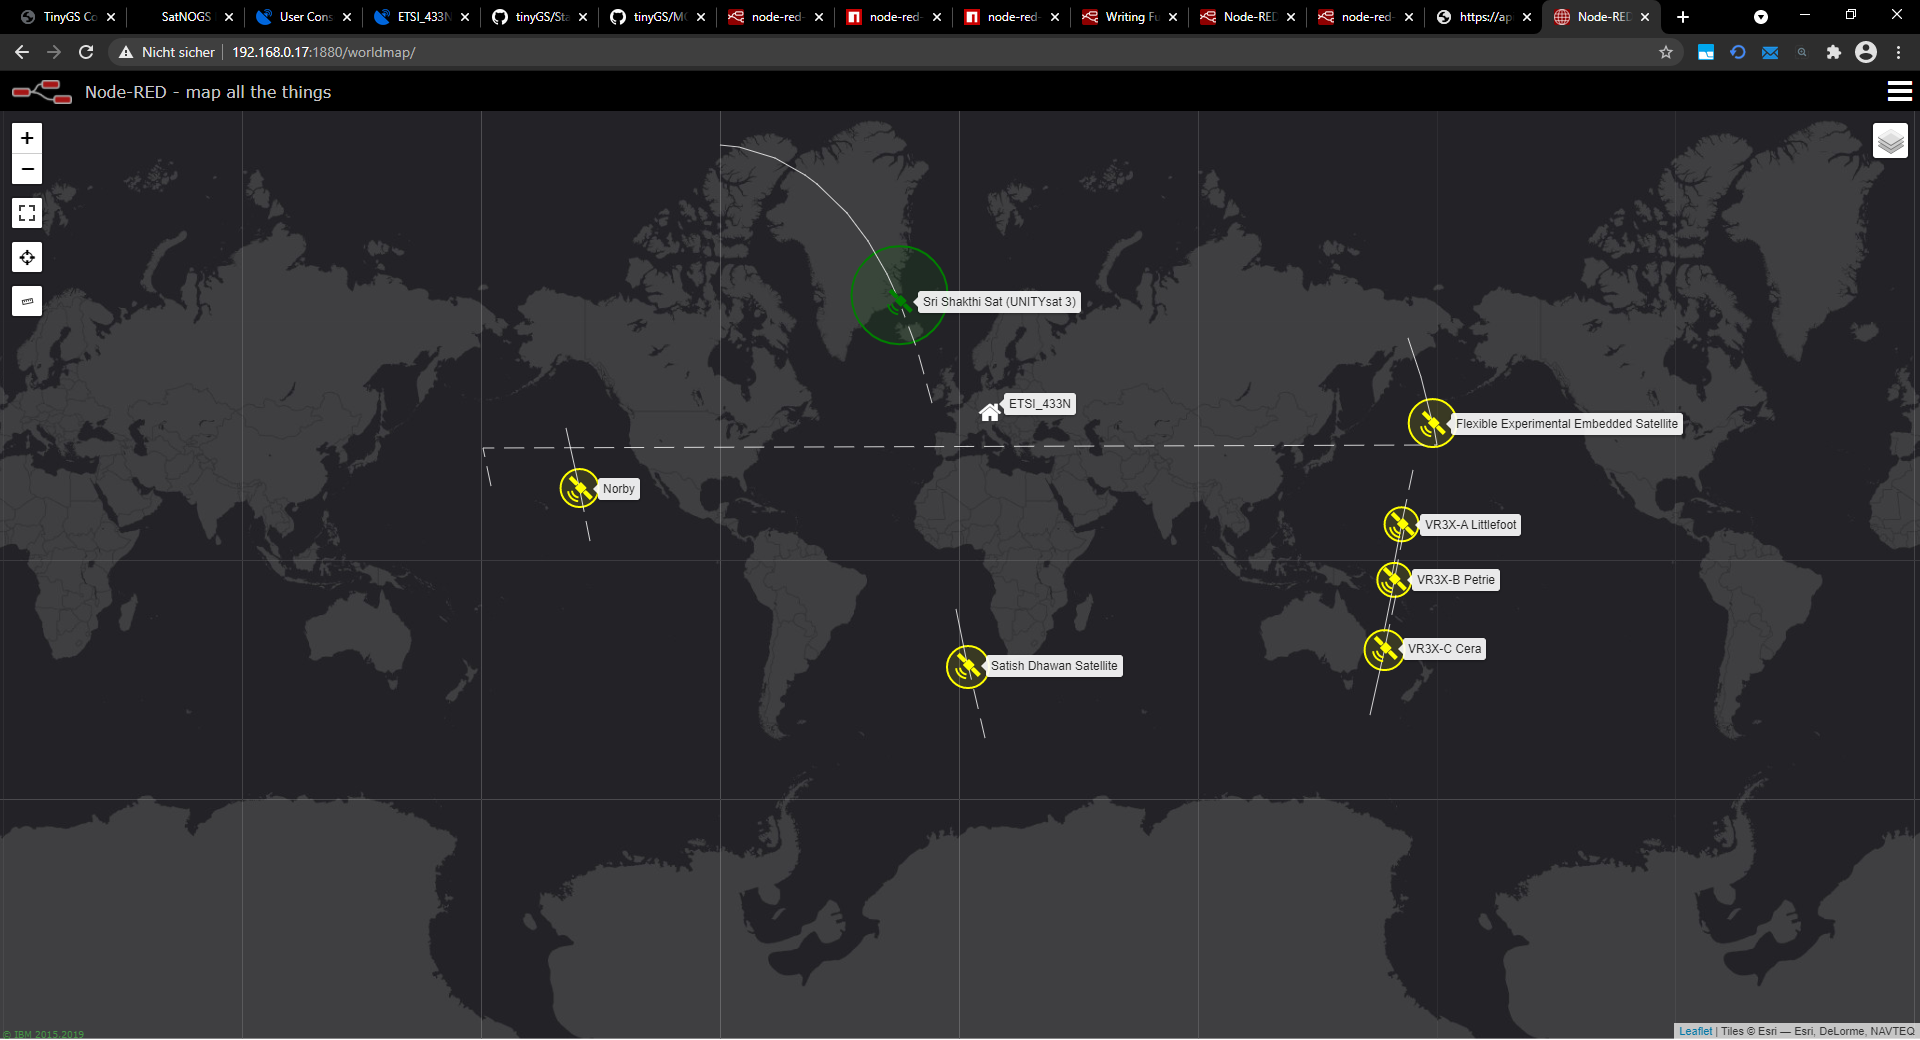 TinyGS Co
SatNOGS
User Cons
ETSI_433N
tinyGS/Sta
tinyGS/M
node-red-
node-red-
node-red-
Writing Fu
Node-RED
node-red-
https://ap
Node-RED
Nicht sicher
192.168.0.17:1880/worldmap/
Node-RED - map all the things
+
−
Sri Shakthi Sat (UNITYsat 3)
ETSI_433N
Flexible Experimental Embedded Satellite
Norby
VR3X-A Littlefoot
VR3X-B Petrie
VR3X-C Cera
Satish Dhawan Satellite
© IBM 2015,2019
Leaflet | Tiles © Esri — Esri, DeLorme, NAVTEQ